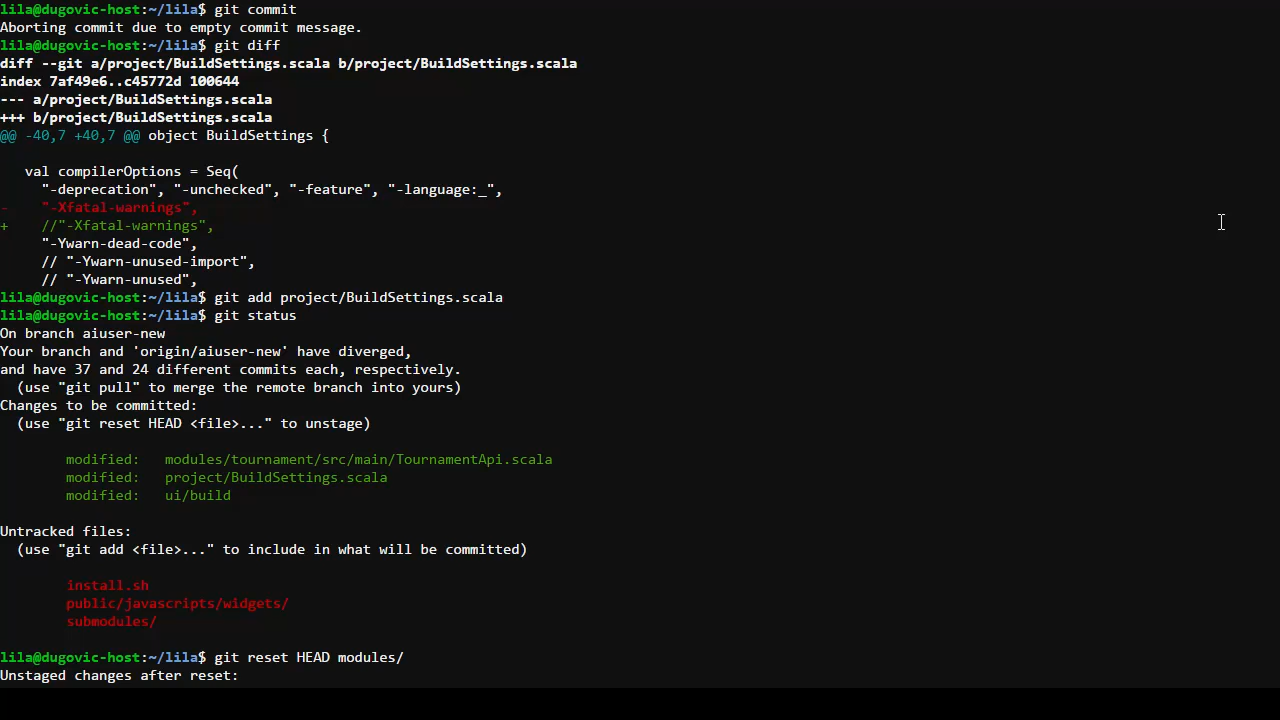 lila@dugovic-host:~/lila$ git commit
Aborting commit due to empty commit message.
lila@dugovic-host:~/lila$ git diff
diff --git a/project/BuildSettings.scala b/project/BuildSettings.scala
index 7af49e6..c45772d 100644
--- a/project/BuildSettings.scala
+++ b/project/BuildSettings.scala
@@ -40,7 +40,7 @@ object BuildSettings {

   val compilerOptions = Seq(
     "-deprecation", "-unchecked", "-feature", "-language:_",
-    "-Xfatal-warnings",
+    //"-Xfatal-warnings",
     "-Ywarn-dead-code",
     // "-Ywarn-unused-import",
     // "-Ywarn-unused",
lila@dugovic-host:~/lila$ git add project/BuildSettings.scala
lila@dugovic-host:~/lila$ git status
On branch aiuser-new
Your branch and 'origin/aiuser-new' have diverged,
and have 37 and 24 different commits each, respectively.
  (use "git pull" to merge the remote branch into yours)
Changes to be committed:
  (use "git reset HEAD <file>..." to unstage)

        modified:   modules/tournament/src/main/TournamentApi.scala
        modified:   project/BuildSettings.scala
        modified:   ui/build

Untracked files:
  (use "git add <file>..." to include in what will be committed)

        install.sh
        public/javascripts/widgets/
        submodules/

lila@dugovic-host:~/lila$ git reset HEAD modules/
Unstaged changes after reset: